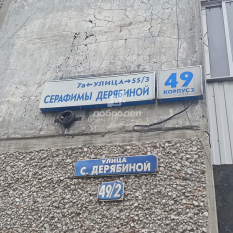 7а←УЛИЦА→55/3
СЕРАФИМЫ ДЕРЯБИНОЙ
49
КОРПУС 2
УЛИЦА
С. ДЕРЯБИНОЙ
49/2